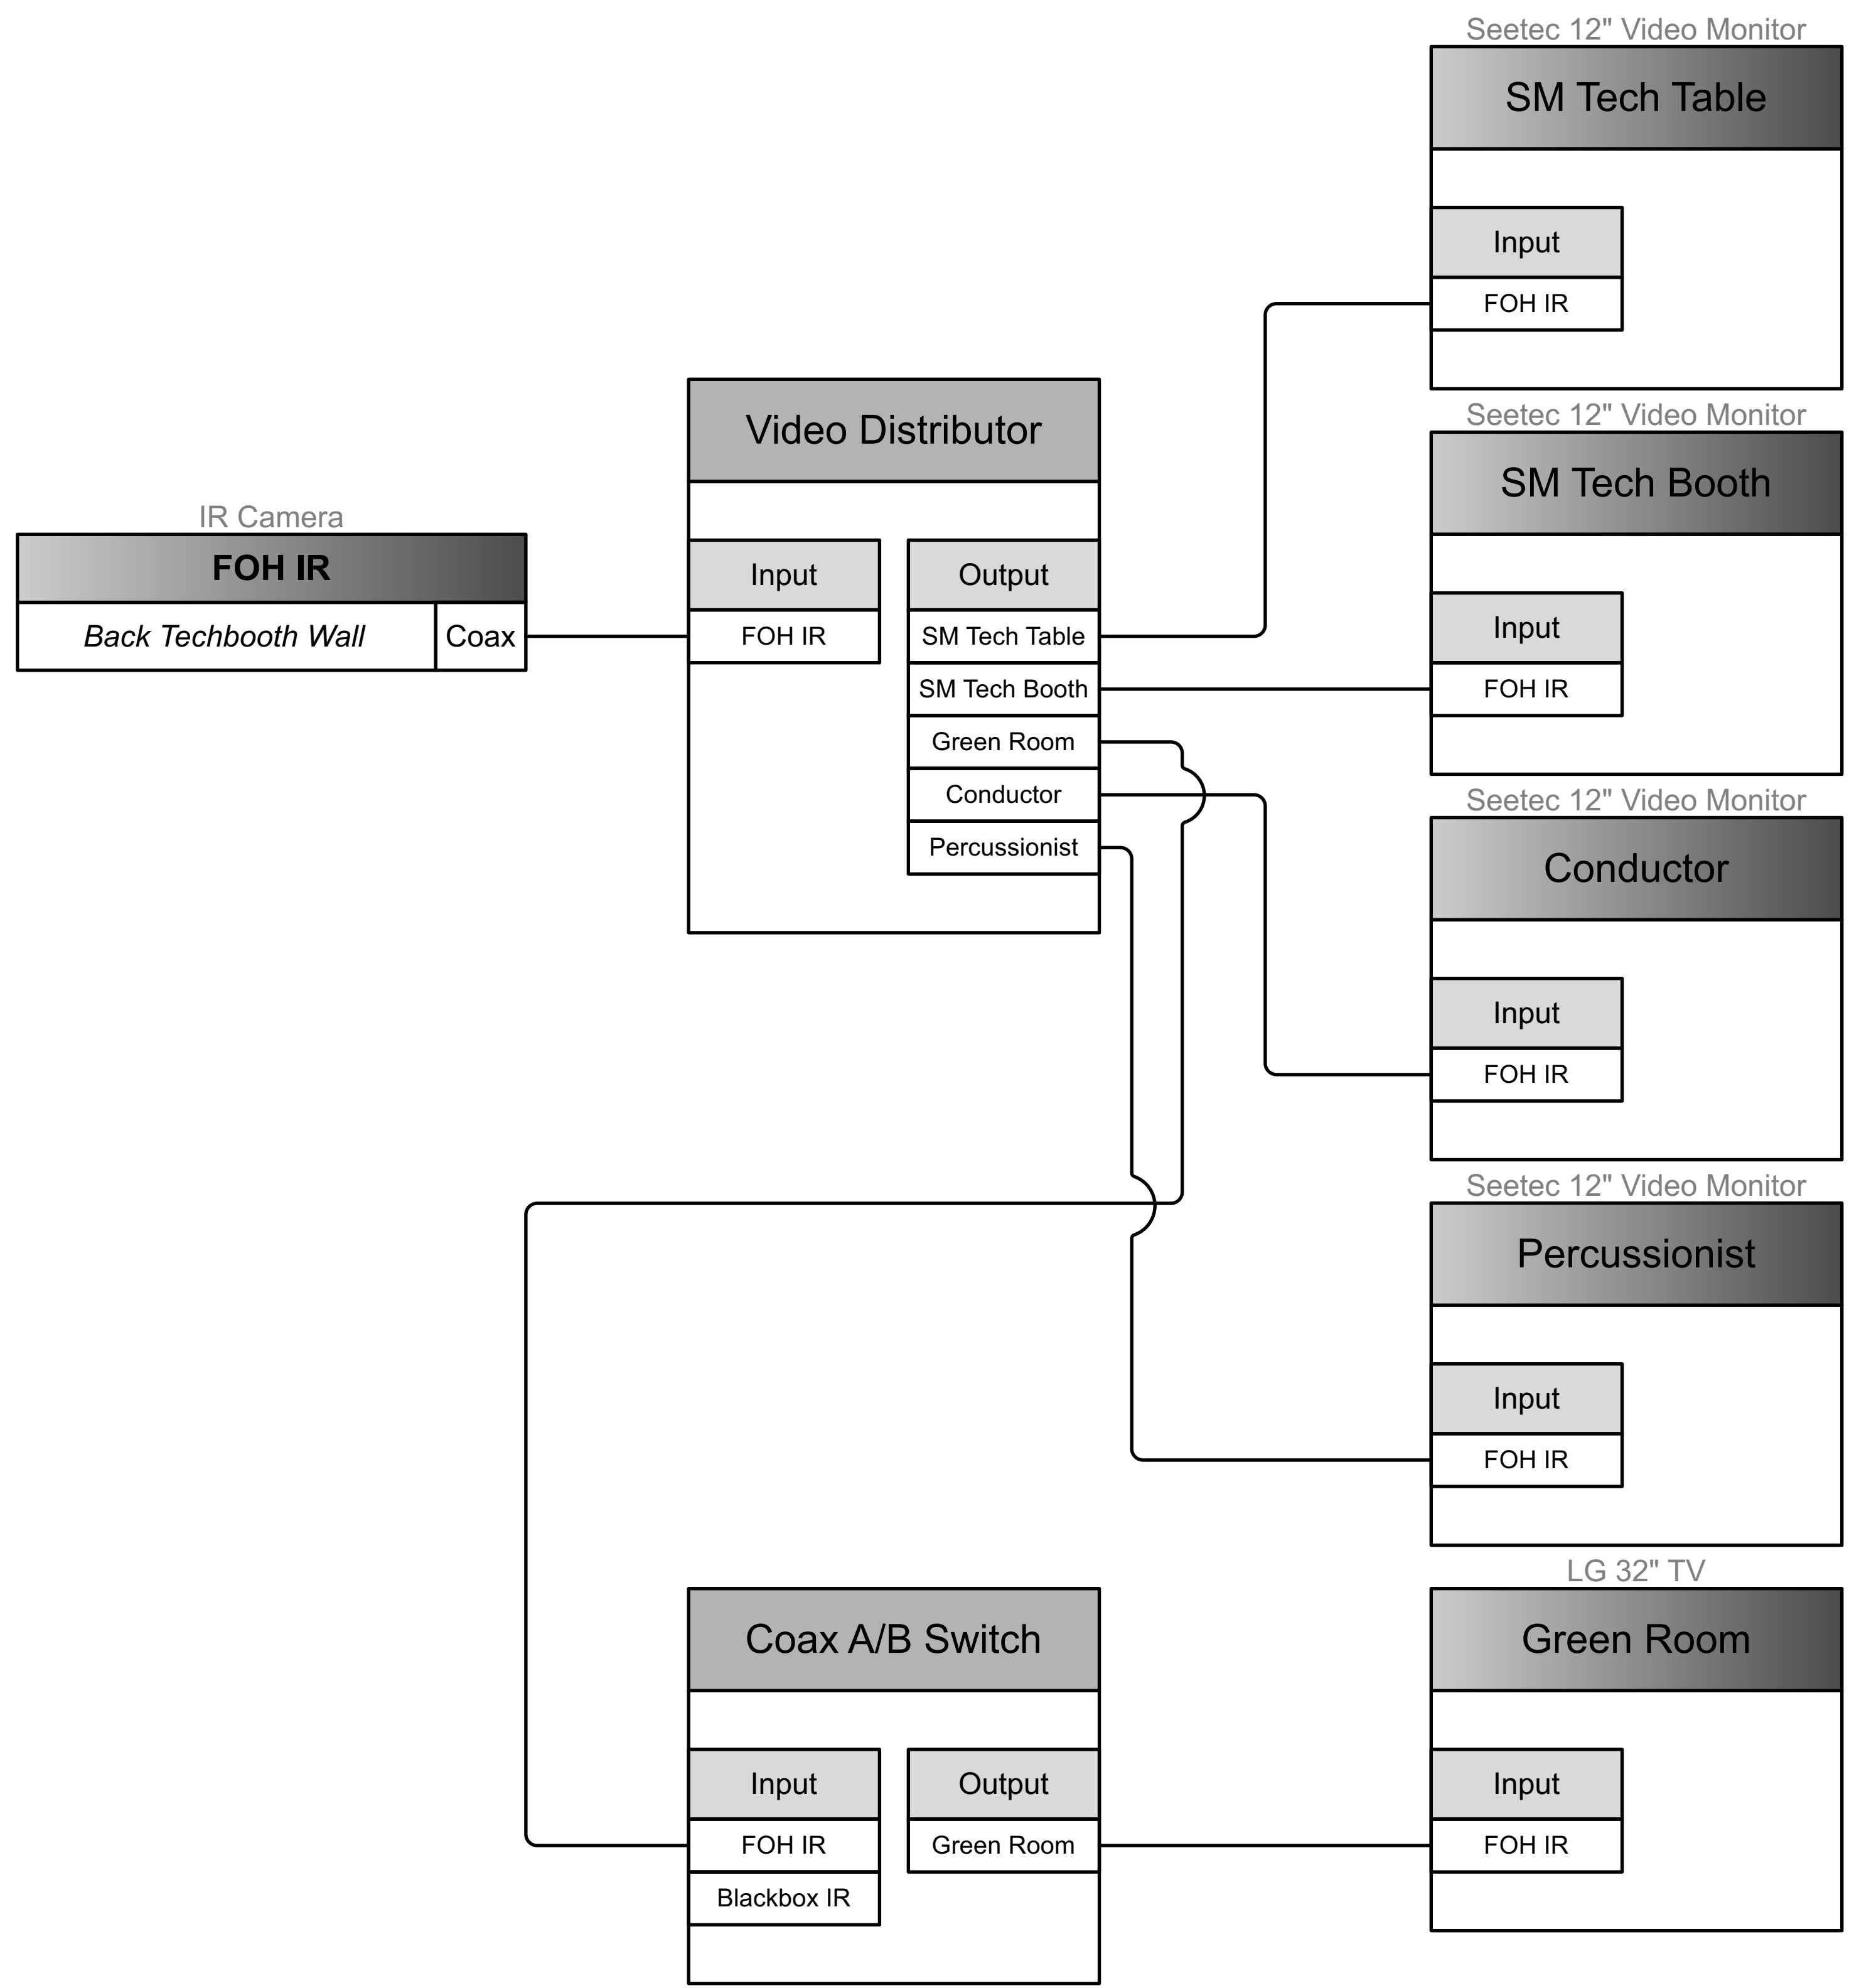 Seetec 12" Video Monitor
SM Tech Table
Input
FOH IR
Video Distributor
Input
FOH IR
Output
SM Tech Table
SM Tech Booth
Green Room
Conductor
Percussionist
IR Camera
FOH IR
Back Techbooth Wall
Coax
Seetec 12" Video Monitor
SM Tech Booth
Input
FOH IR
Seetec 12" Video Monitor
Conductor
Input
FOH IR
Seetec 12" Video Monitor
Percussionist
Input
FOH IR
Coax A/B Switch
Input
FOH IR
Blackbox IR
Output
Green Room
LG 32" TV
Green Room
Input
FOH IR